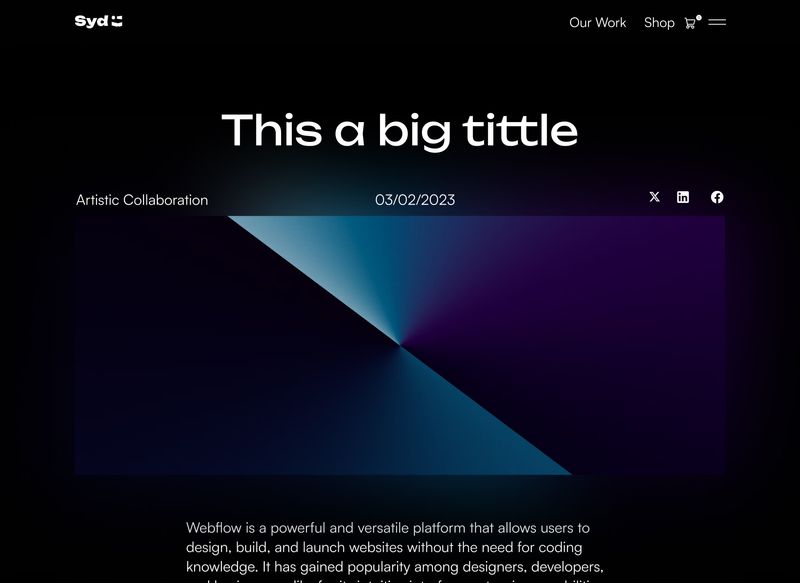 Syd
Our Work Shop
This a big tittle
Artistic Collaboration 03/02/2023
Webflow is a powerful and versatile platform that allows users to
design, build, and launch websites without the need for coding
knowledge. It has gained popularity among designers, developers,